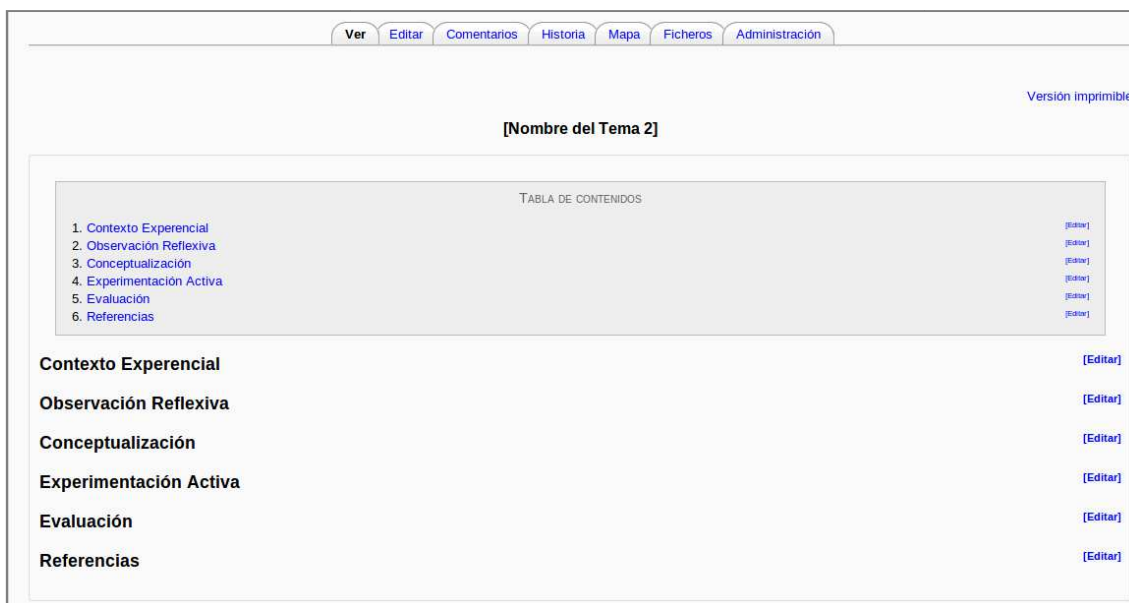 Ver Editar Comentarios Historia Mapa Ficheros Administración
Versión imprimible
[Nombre del Tema 2]
TABLA DE CONTENIDOS
1. Contexto Experencial [Editar]
2. Observación Reflexiva [Editar]
3. Conceptualización [Editar]
4. Experimentación Activa [Editar]
5. Evaluación [Editar]
6. Referencias [Editar]
Contexto Experencial [Editar]
Observación Reflexiva [Editar]
Conceptualización [Editar]
Experimentación Activa [Editar]
Evaluación [Editar]
Referencias [Editar]